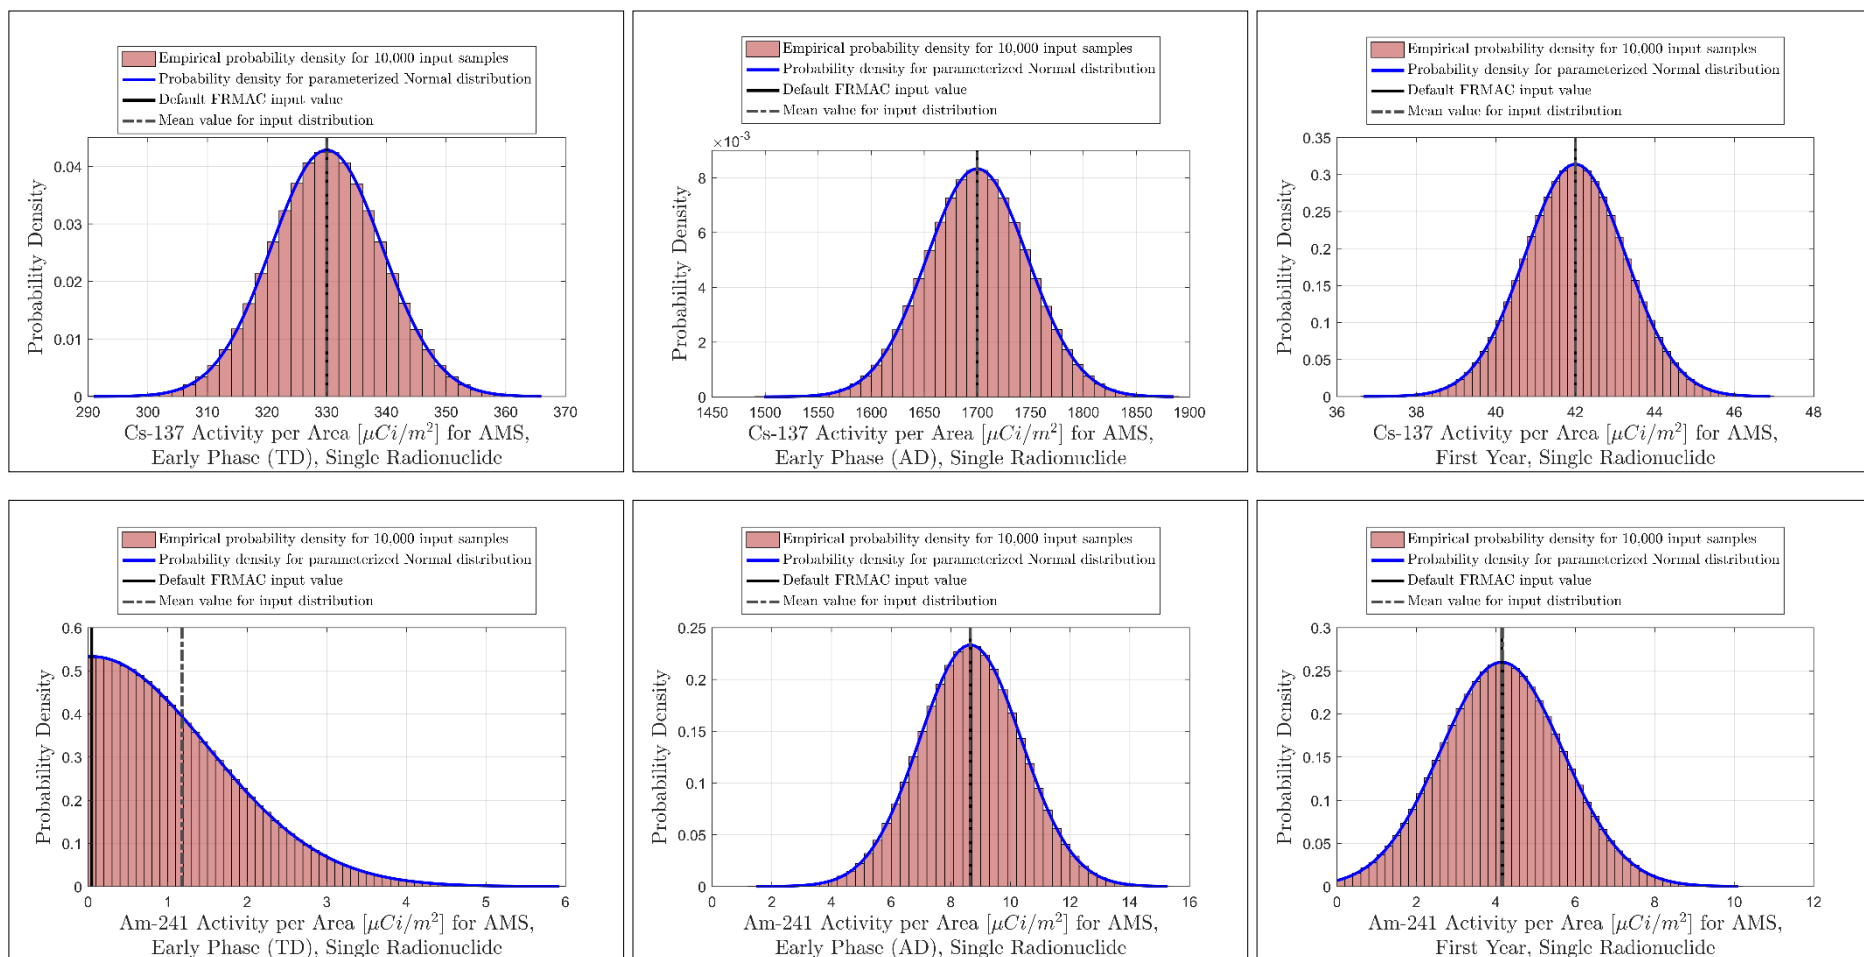 Empirical probability density for 10,000 input samples
Probability density for parameterized Normal distribution
Default FRMAC input value
Mean value for input distribution
Probability Density
0.04
0.03
0.02
0.01
0
290 300 310 320 330 340 350 360 370
Cs-137 Activity per Area [μCi/m²] for AMS,
Early Phase (TD), Single Radionuclide
Empirical probability density for 10,000 input samples
Probability density for parameterized Normal distribution
Default FRMAC input value
Mean value for input distribution
×10⁻³
Probability Density
8
6
4
2
0
1450 1500 1550 1600 1650 1700 1750 1800 1850 1900
Cs-137 Activity per Area [μCi/m²] for AMS,
Early Phase (AD), Single Radionuclide
Empirical probability density for 10,000 input samples
Probability density for parameterized Normal distribution
Default FRMAC input value
Mean value for input distribution
Probability Density
0.35
0.3
0.25
0.2
0.15
0.1
0.05
0
36 38 40 42 44 46 48
Cs-137 Activity per Area [μCi/m²] for AMS,
First Year, Single Radionuclide
Empirical probability density for 10,000 input samples
Probability density for parameterized Normal distribution
Default FRMAC input value
Mean value for input distribution
Probability Density
0.6
0.5
0.4
0.3
0.2
0.1
0
0 1 2 3 4 5 6
Am-241 Activity per Area [μCi/m²] for AMS,
Early Phase (TD), Single Radionuclide
Empirical probability density for 10,000 input samples
Probability density for parameterized Normal distribution
Default FRMAC input value
Mean value for input distribution
Probability Density
0.25
0.2
0.15
0.1
0.05
0
0 2 4 6 8 10 12 14 16
Am-241 Activity per Area [μCi/m²] for AMS,
Early Phase (AD), Single Radionuclide
Empirical probability density for 10,000 input samples
Probability density for parameterized Normal distribution
Default FRMAC input value
Mean value for input distribution
Probability Density
0.3
0.25
0.2
0.15
0.1
0.05
0
0 2 4 6 8 10 12
Am-241 Activity per Area [μCi/m²] for AMS,
First Year, Single Radionuclide